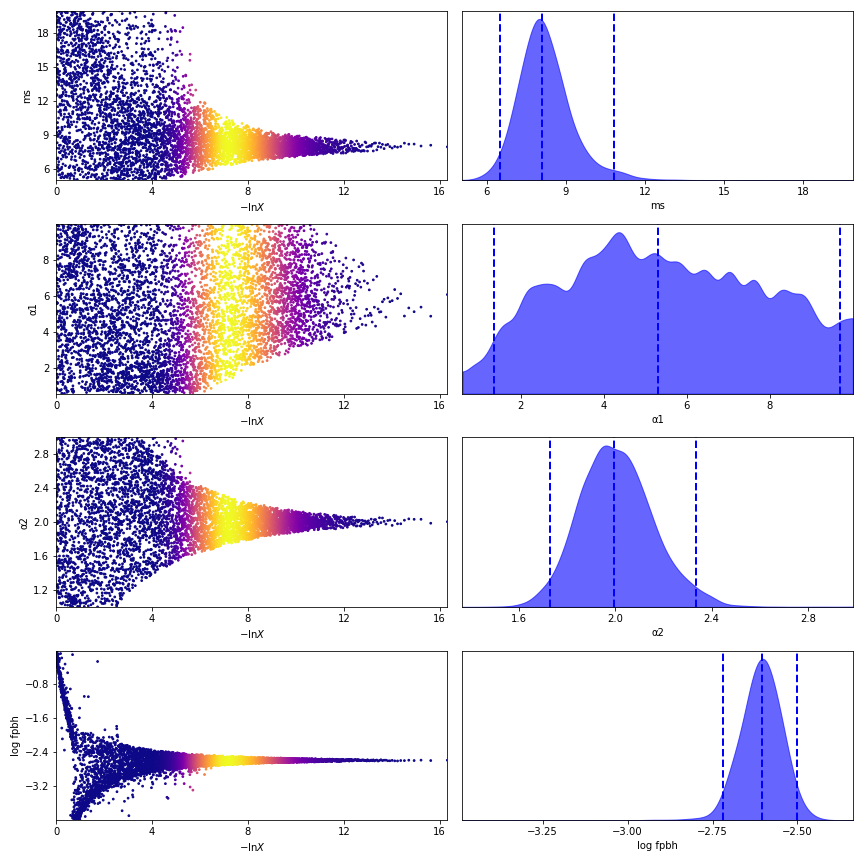 18
15
12
9
6
ms
0 4 8 12 16
−lnX
6 9 12 15 18
ms
8
6
4
2
α1
0 4 8 12 16
−lnX
2 4 6 8
α1
2.8
2.4
2.0
1.6
1.2
α2
0 4 8 12 16
−lnX
1.6 2.0 2.4 2.8
α2
−0.8
−1.6
−2.4
−3.2
log fpbh
0 4 8 12 16
−lnX
−3.25 −3.00 −2.75 −2.50
log fpbh